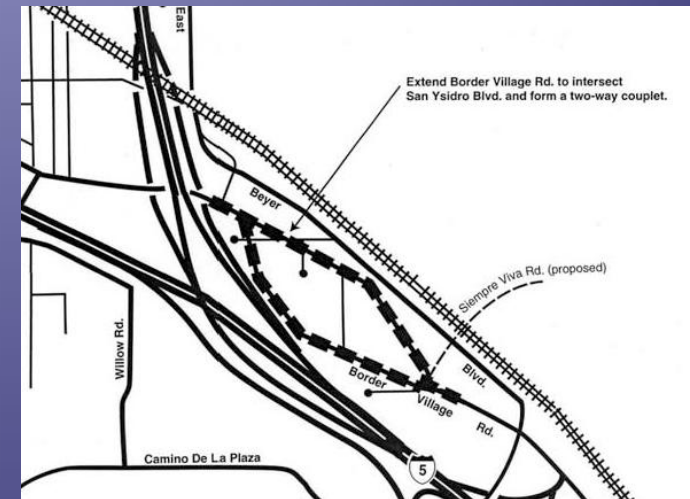 East
Extend Border Village Rd. to intersect
San Ysidro Blvd. and form a two-way couplet.
Beyer
Siempre Viva Rd. (proposed)
Willow Rd.
Border
Village
Rd.
Blvd.
Camino De La Plaza
5